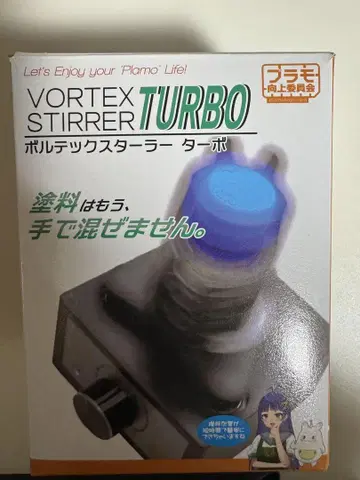 Let's Enjoy your "Plamo" Life!
プラモ
向上委員会
VORTEX
STIRRER TURBO
ボルテックスターラー ターボ
塗料はもう、
手で混ぜません。